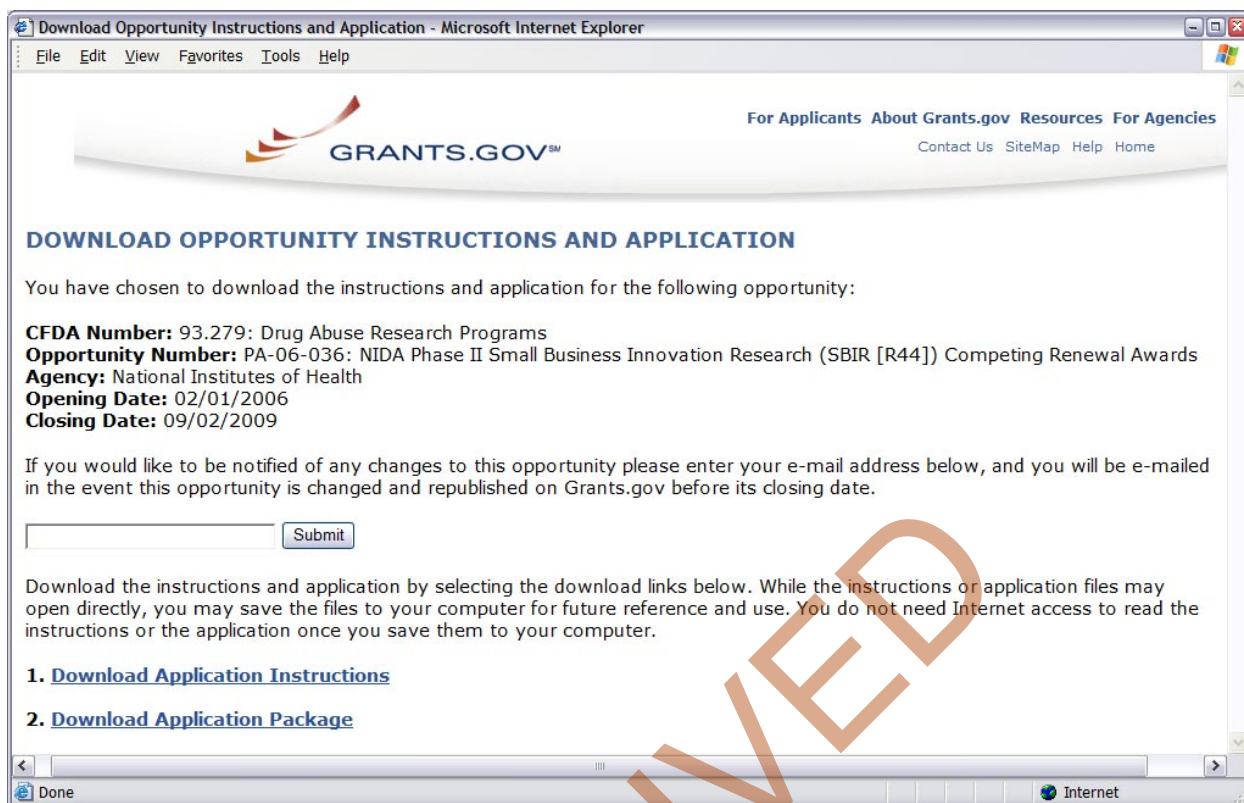 Download Opportunity Instructions and Application - Microsoft Internet Explorer
File Edit View Favorites Tools Help
For Applicants About Grants.gov Resources For Agencies
GRANTS.GOV℠
Contact Us SiteMap Help Home
DOWNLOAD OPPORTUNITY INSTRUCTIONS AND APPLICATION
You have chosen to download the instructions and application for the following opportunity:
CFDA Number: 93.279: Drug Abuse Research Programs
Opportunity Number: PA-06-036: NIDA Phase II Small Business Innovation Research (SBIR [R44]) Competing Renewal Awards
Agency: National Institutes of Health
Opening Date: 02/01/2006
Closing Date: 09/02/2009
If you would like to be notified of any changes to this opportunity please enter your e-mail address below, and you will be e-mailed
in the event this opportunity is changed and republished on Grants.gov before its closing date.
Submit
Download the instructions and application by selecting the download links below. While the instructions or application files may
open directly, you may save the files to your computer for future reference and use. You do not need Internet access to read the
instructions or the application once you save them to your computer.
1. Download Application Instructions
2. Download Application Package
Done
Internet
IVED